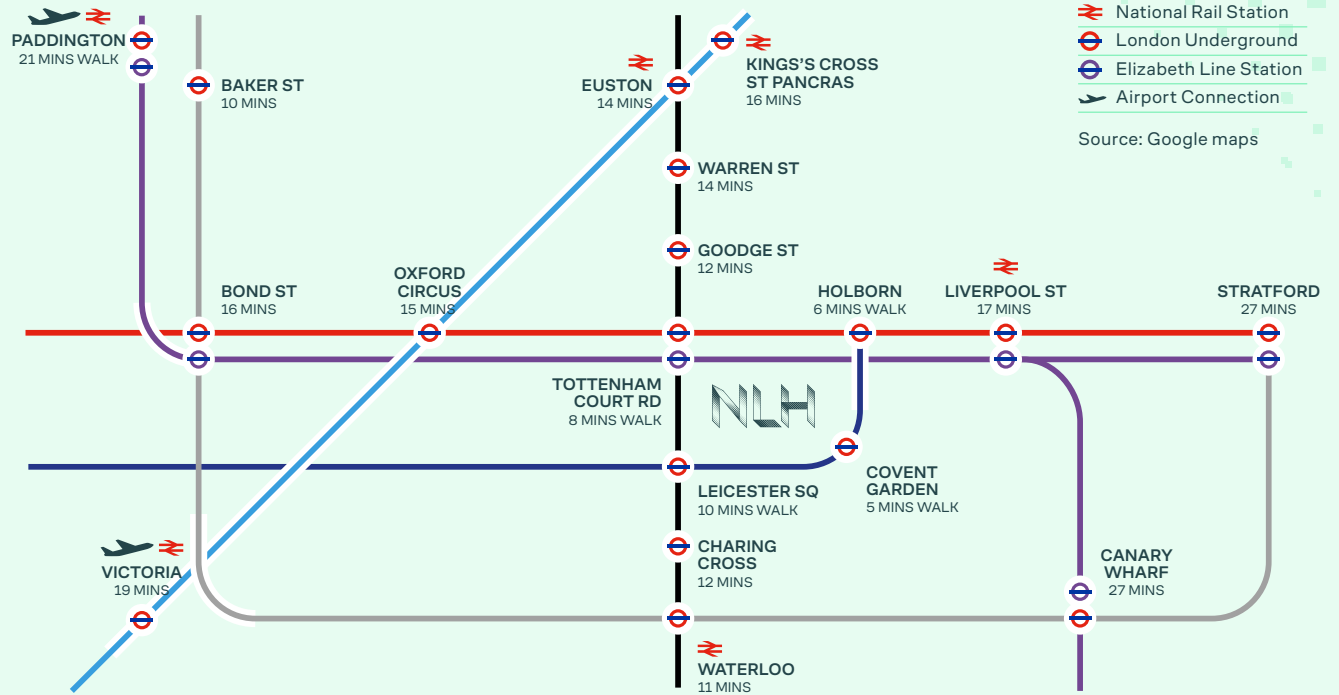 PADDINGTON
21 MINS WALK
BAKER ST
10 MINS
EUSTON
14 MINS
KINGS'S CROSS
ST PANCRAS
16 MINS
National Rail Station
London Underground
Elizabeth Line Station
Airport Connection
Source: Google maps
WARREN ST
14 MINS
GOODGE ST
12 MINS
BOND ST
16 MINS
OXFORD
CIRCUS
15 MINS
HOLBORN
6 MINS WALK
LIVERPOOL ST
17 MINS
STRATFORD
27 MINS
TOTTENHAM
COURT RD
8 MINS WALK
NLH
LEICESTER SQ
10 MINS WALK
COVENT
GARDEN
5 MINS WALK
VICTORIA
19 MINS
CHARING
CROSS
12 MINS
CANARY
WHARF
27 MINS
WATERLOO
11 MINS